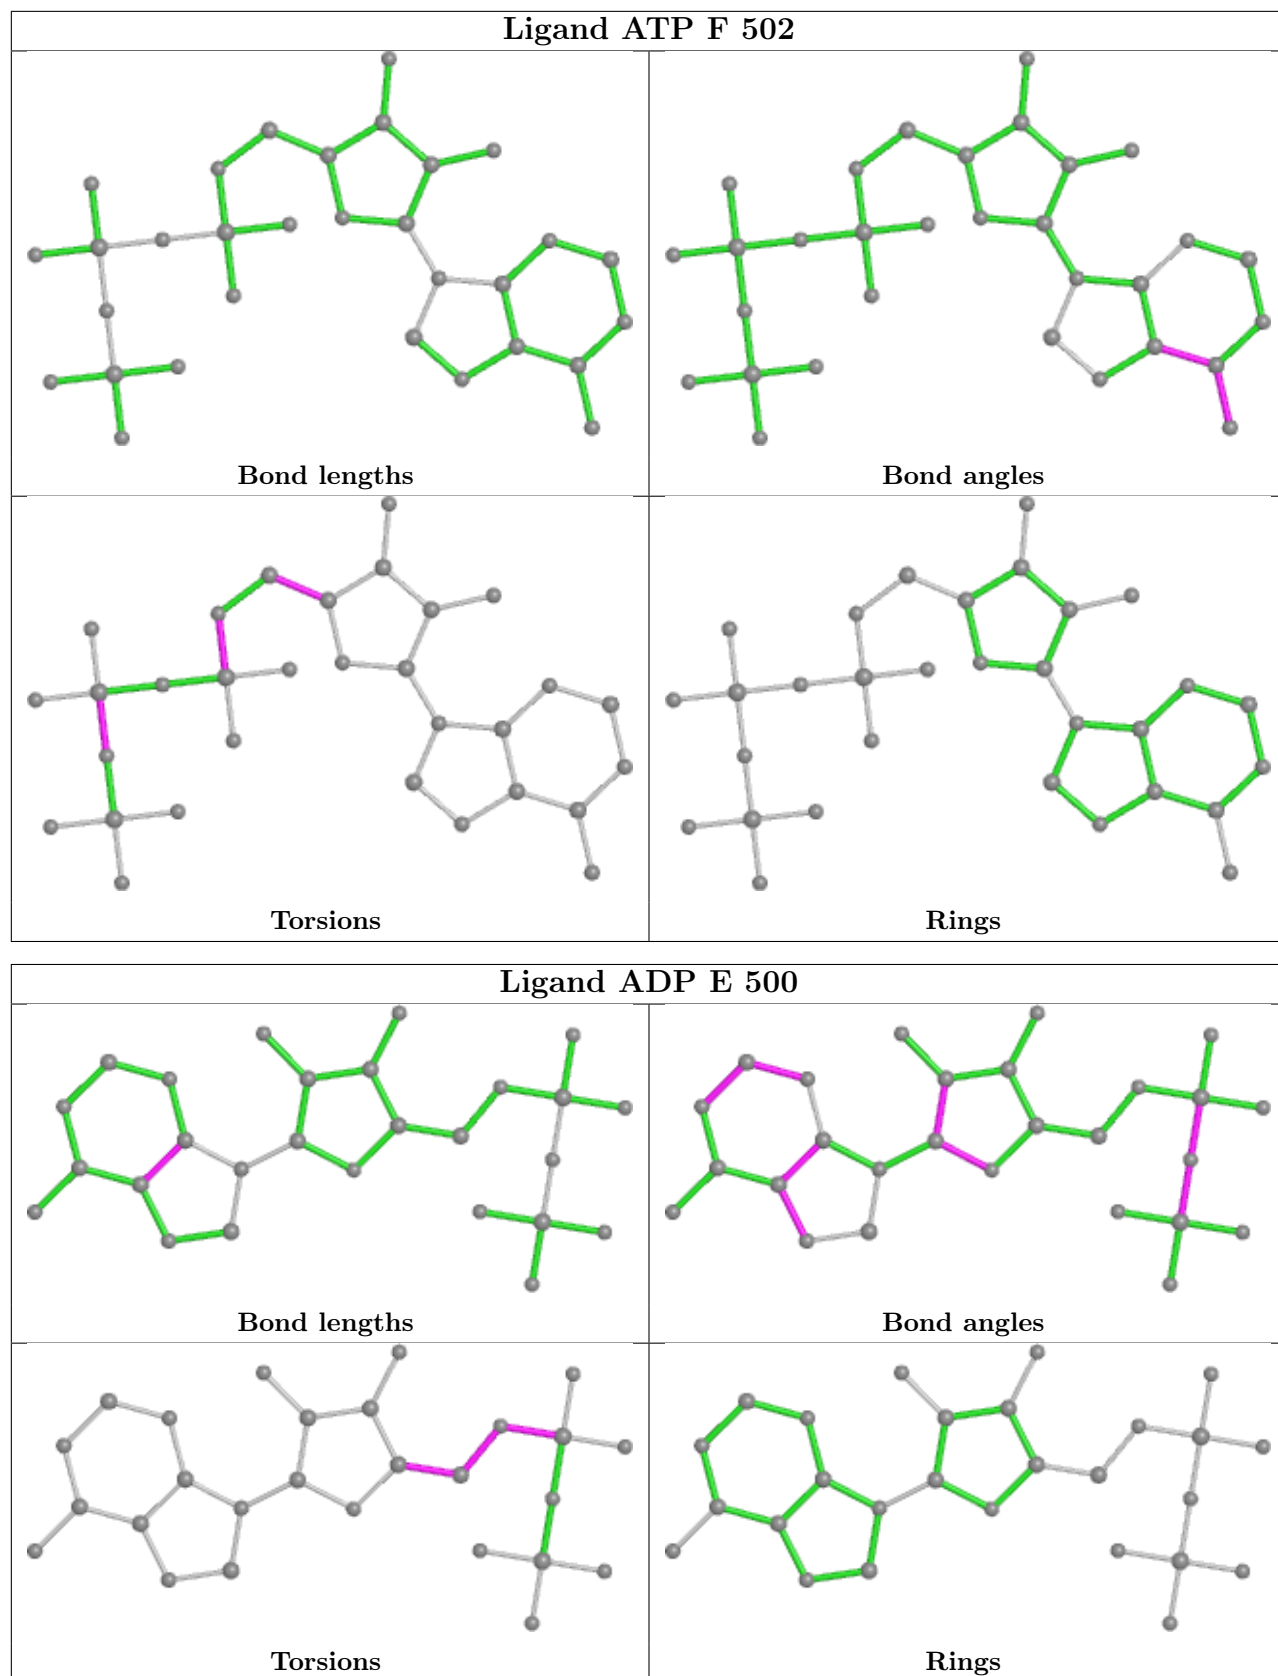 Ligand ATP F 502
Bond lengths
Bond angles
Torsions
Rings
Ligand ADP E 500
Bond lengths
Bond angles
Torsions
Rings